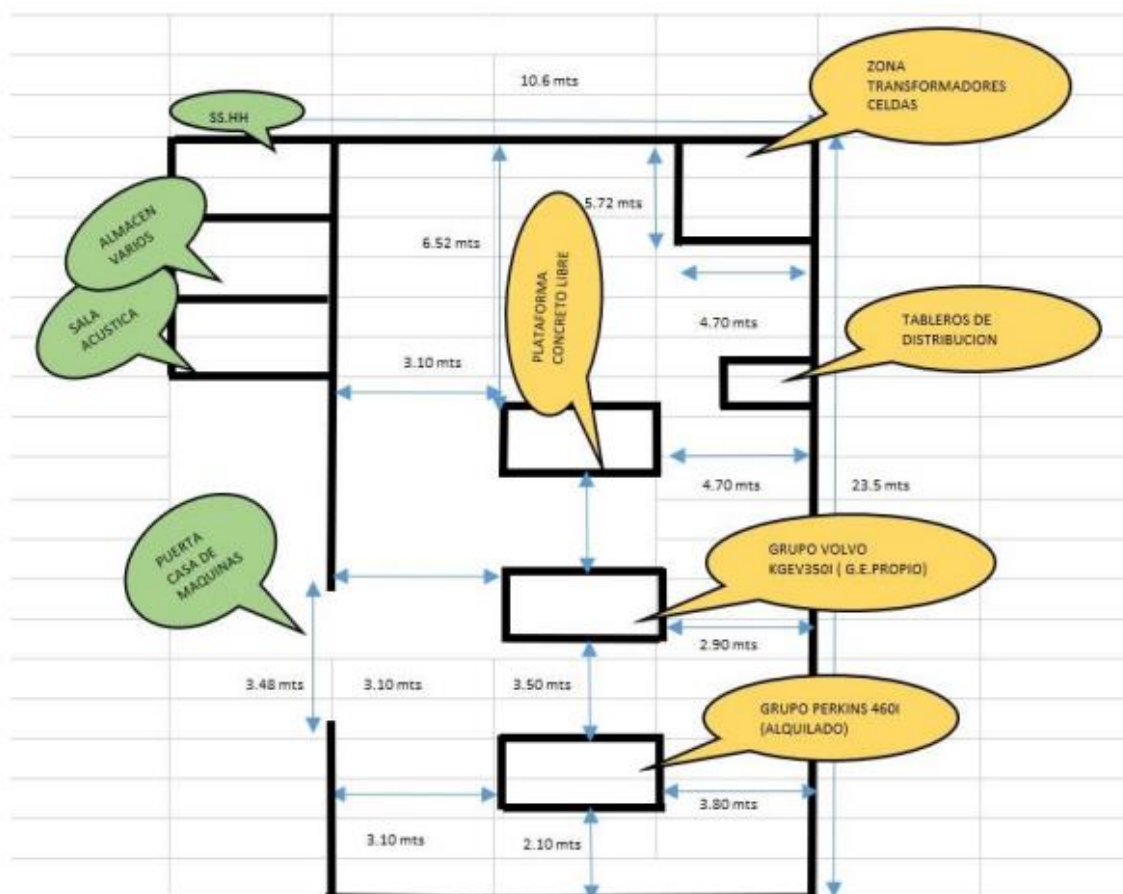 10.6 mts
ZONA
TRANSFORMADORES
CELDAS
SS.HH
ALMACEN
VARIOS
5.72 mts
6.52 mts
PLATAFORMA
CONCRETO LIBRE
SALA
ACUSTICA
4.70 mts
TABLEROS DE
DISTRIBUCION
3.10 mts
4.70 mts
23.5 mts
PUERTA
CASA DE
MAQUINAS
GRUPO VOLVO
KGEV350I ( G.E.PROPIO)
2.90 mts
3.48 mts
3.10 mts
3.50 mts
GRUPO PERKINS 460I
(ALQUILADO)
3.80 mts
3.10 mts
2.10 mts